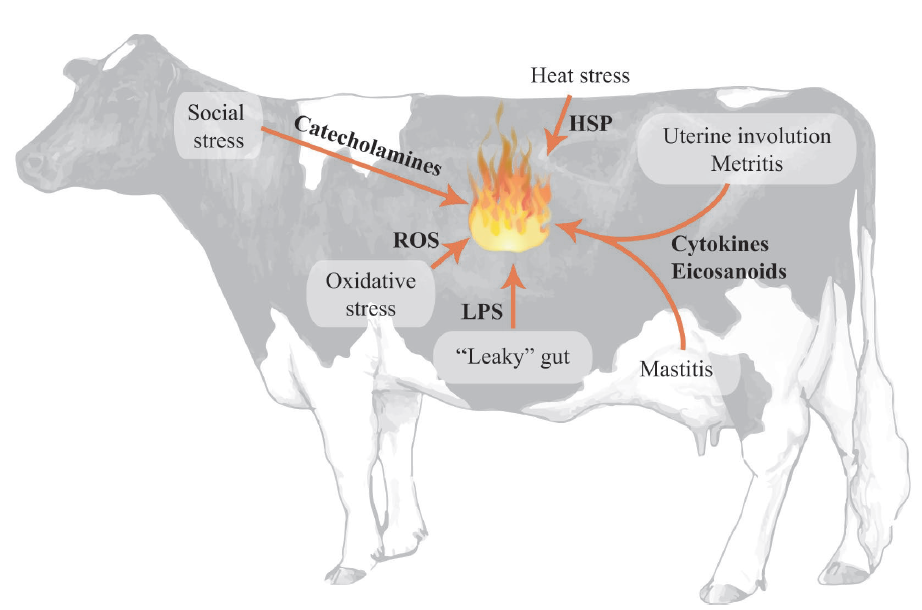 Heat stress
HSP
Social
stress
Catecholamines
Uterine involution
Metritis
ROS
Cytokines
Eicosanoids
Oxidative
stress
LPS
“Leaky” gut
Mastitis